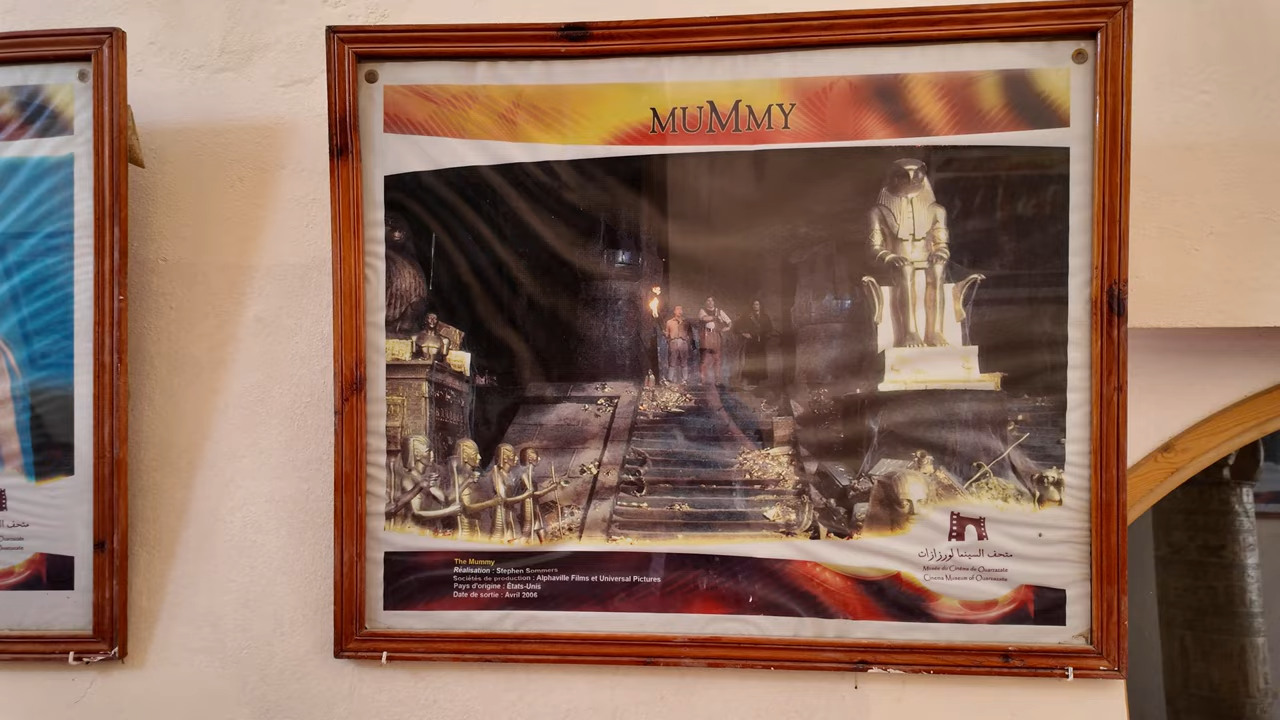 MUMMY
The Mummy
Réalisation : Stephen Sommers
Sociétés de production : Alphaville Films et Universal Pictures
Pays d'origine : États-Unis
Date de sortie : Avril 2006
متحف السينما لورزازات
Musée du Cinéma de Ouarzazate
Cinema Museum of Ouarzazate